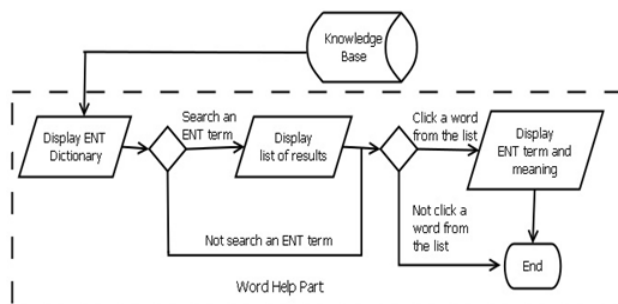 Knowledge
Base
Display ENT
Dictionary
Search an
ENT term
Display
list of results
Click a word
from the list
Display
ENT term and
meaning
Not search an ENT term
Not click a
word from
the list
End
Word Help Part